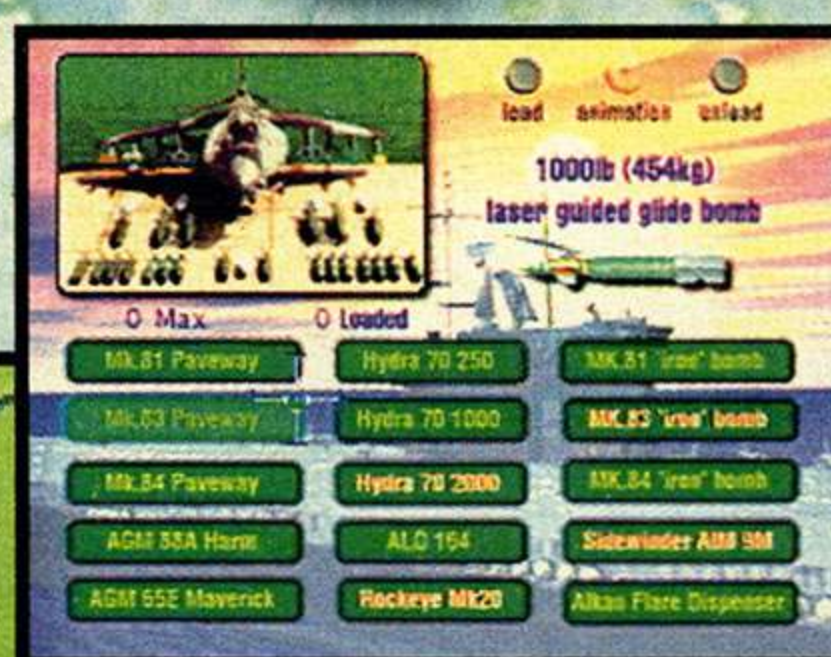 load animation unload
1000lb (454kg)
laser guided glide bomb
0 Max 0 Loaded
Mk.81 Paveway Hydra 70 250 MK.81 "iron" bomb
Mk.83 Paveway Hydra 70 1000 MK.83 "iron" bomb
Mk.84 Paveway Hydra 70 2000 MK.84 "iron" bomb
AGM 88A Harm ALQ 164 Sidewinder AIM 9M
AGM 65E Maverick Rockeye Mk20 Alkan Flare Dispenser